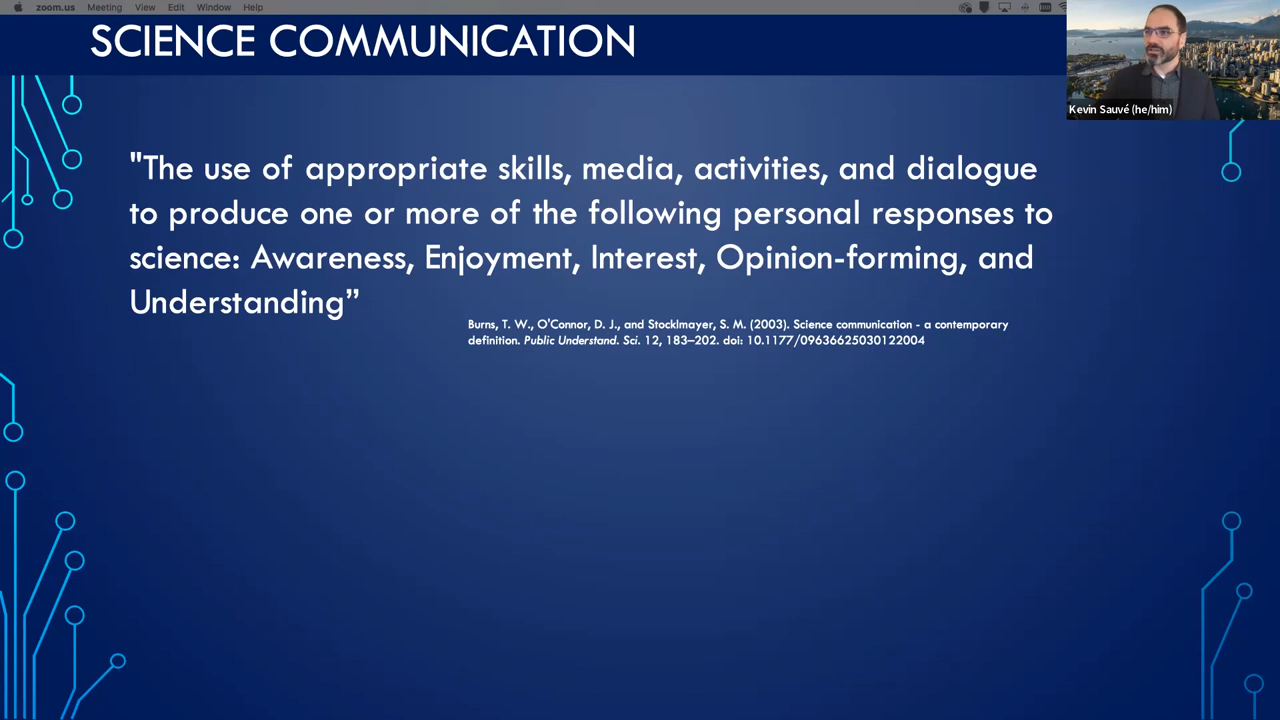 zoom.us Meeting View Edit Window Help
SCIENCE COMMUNICATION
Kevin Sauvé (he/him)
"The use of appropriate skills, media, activities, and dialogue
to produce one or more of the following personal responses to
science: Awareness, Enjoyment, Interest, Opinion-forming, and
Understanding”
Burns, T. W., O'Connor, D. J., and Stocklmayer, S. M. (2003). Science communication - a contemporary
definition. Public Understand. Sci. 12, 183–202. doi: 10.1177/09636625030122004